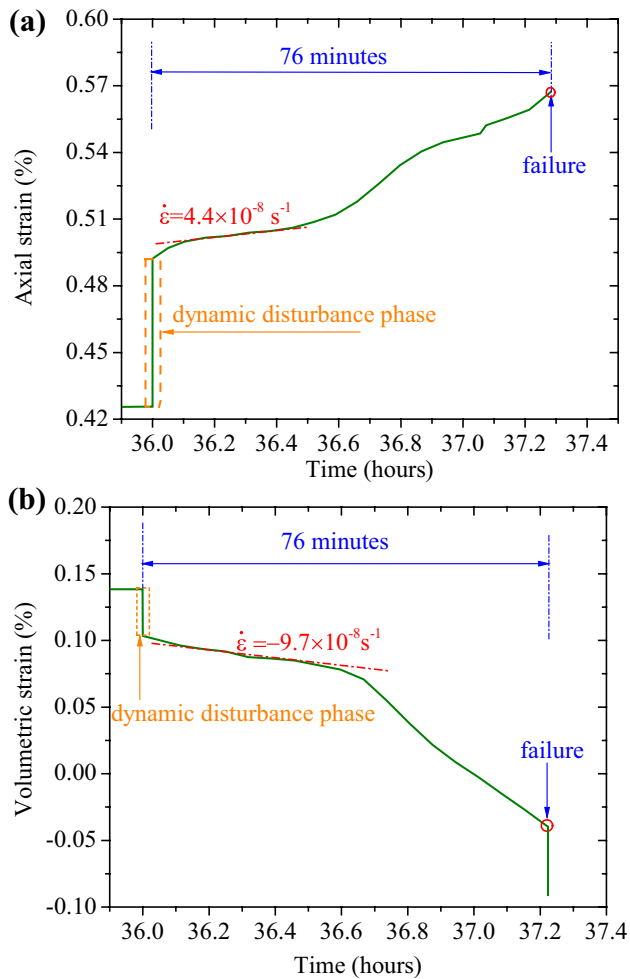 (a)
0.60
0.57
0.54
0.51
0.48
0.45
0.42
Axial strain (%)
76 minutes
failure
ε̇=4.4×10⁻⁸ s⁻¹
dynamic disturbance phase
36.0 36.2 36.4 36.6 36.8 37.0 37.2 37.4
Time (hours)
(b)
0.20
0.15
0.10
0.05
0.00
-0.05
-0.10
Volumetric strain (%)
76 minutes
ε̇=−9.7×10⁻⁸s⁻¹
dynamic disturbance phase
failure
36.0 36.2 36.4 36.6 36.8 37.0 37.2 37.4
Time (hours)